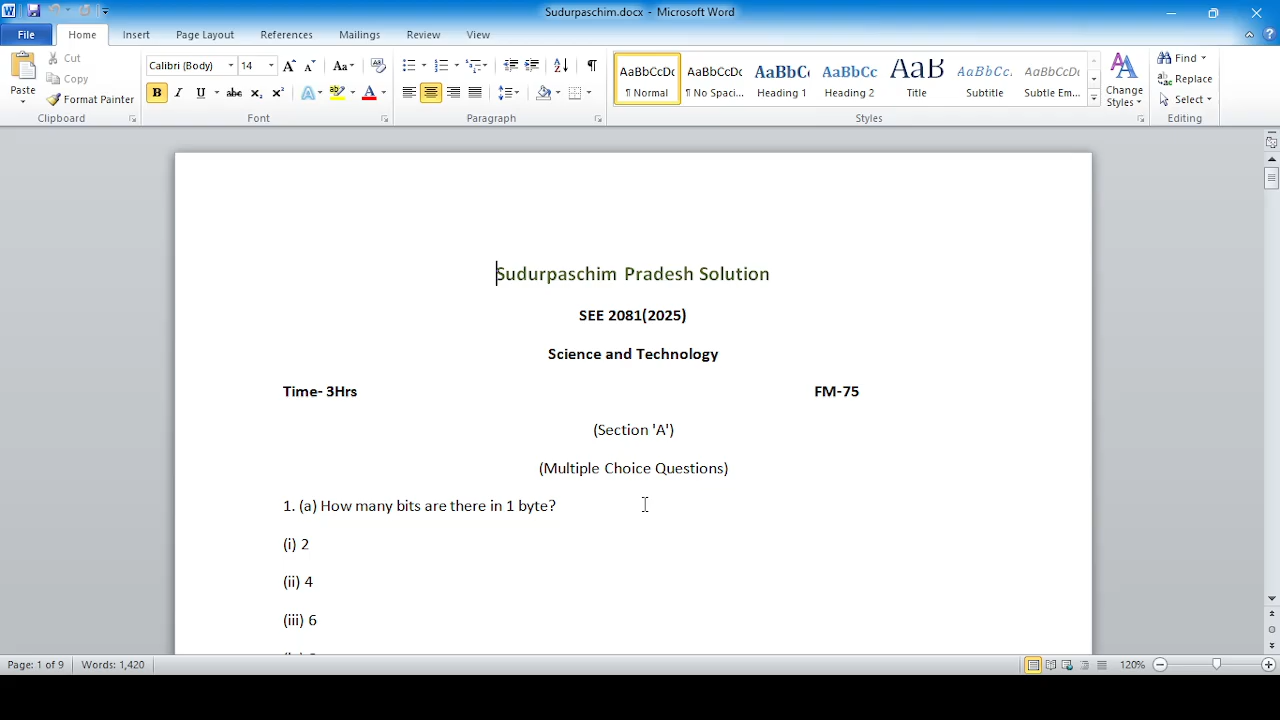 Sudurpaschim.docx - Microsoft Word
File Home Insert Page Layout References Mailings Review View
Paste
Cut
Copy
Format Painter
Clipboard
Calibri (Body) 14
Font
Paragraph
AaBbCcDc AaBbCcDc AaBbC AaBbCc AaB AaBbCc. AaBbCcDc
¶ Normal ¶ No Spaci... Heading 1 Heading 2 Title Subtitle Subtle Em...
Change Styles
Styles
Find
Replace
Select
Editing
Sudurpaschim Pradesh Solution
SEE 2081(2025)
Science and Technology
Time- 3Hrs FM-75
(Section 'A')
(Multiple Choice Questions)
1. (a) How many bits are there in 1 byte?
(i) 2
(ii) 4
(iii) 6
Page: 1 of 9 Words: 1,420 120%